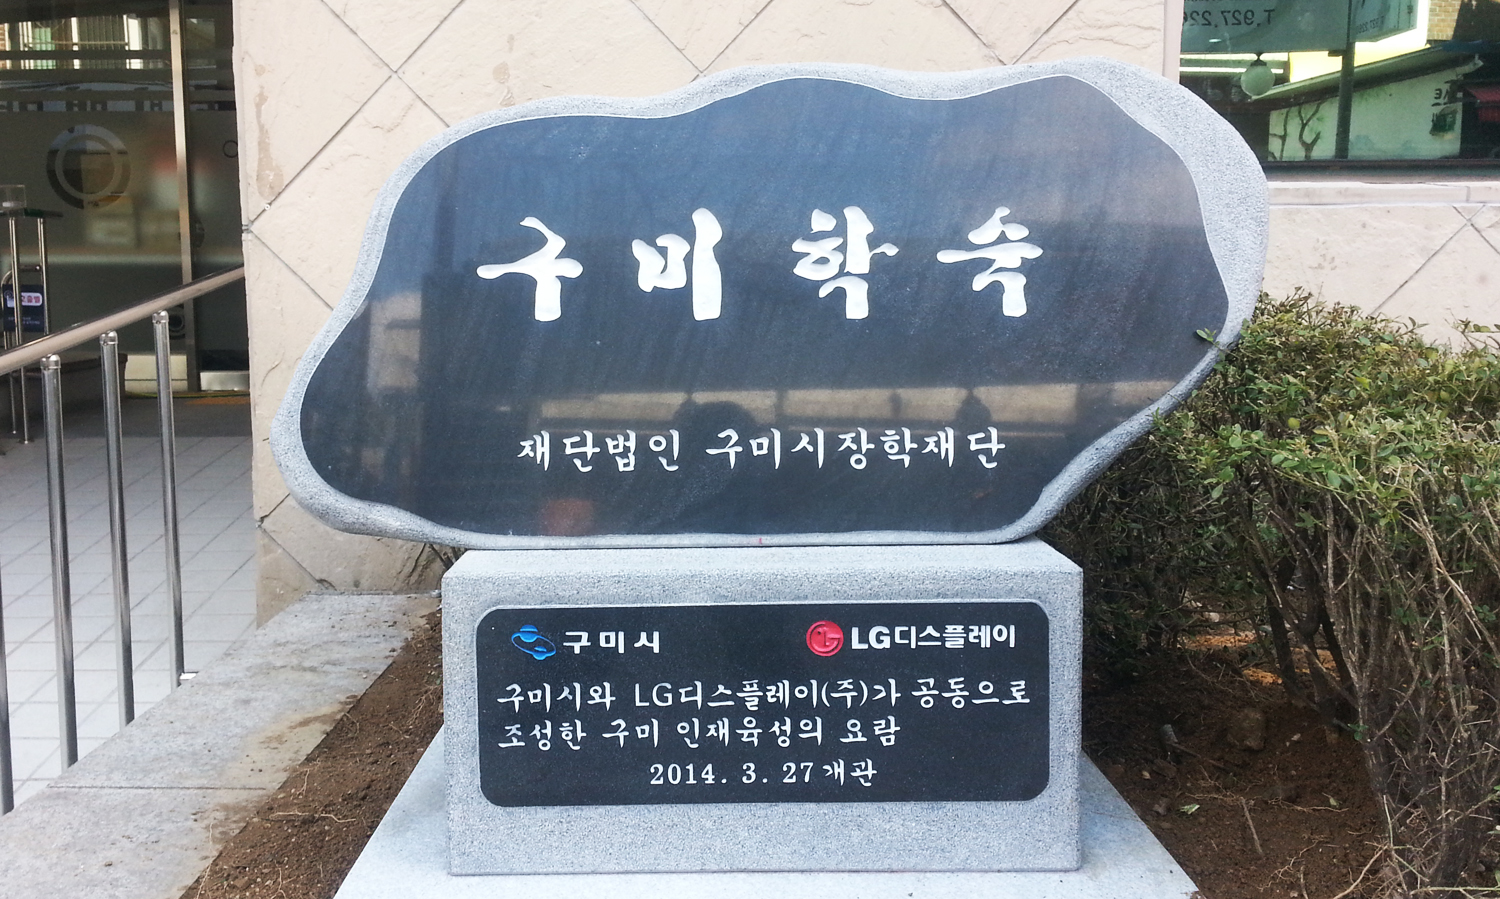 구미학숙
재단법인 구미시장학재단
구미시 LG디스플레이
구미시와 LG디스플레이(주)가 공동으로
조성한 구미 인재육성의 요람
2014. 3. 27 개관